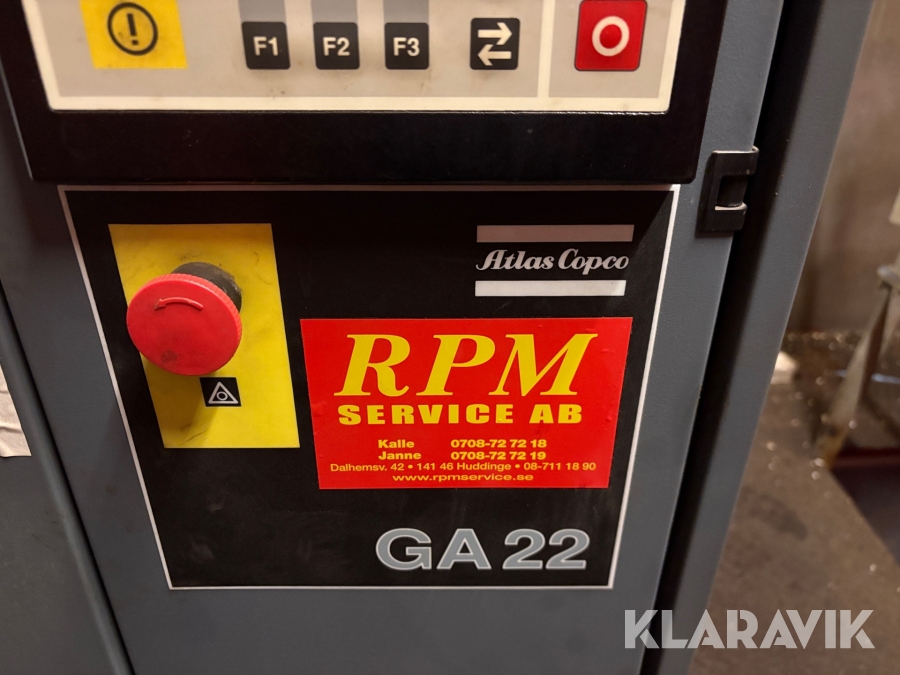 F1 F2 F3
Atlas Copco
RPM
SERVICE AB
Kalle 0708-72 72 18
Janne 0708-72 72 19
Dalhemsv. 42 • 141 46 Huddinge • 08-711 18 90
www.rpmservice.se
GA 22
KLARAVIK